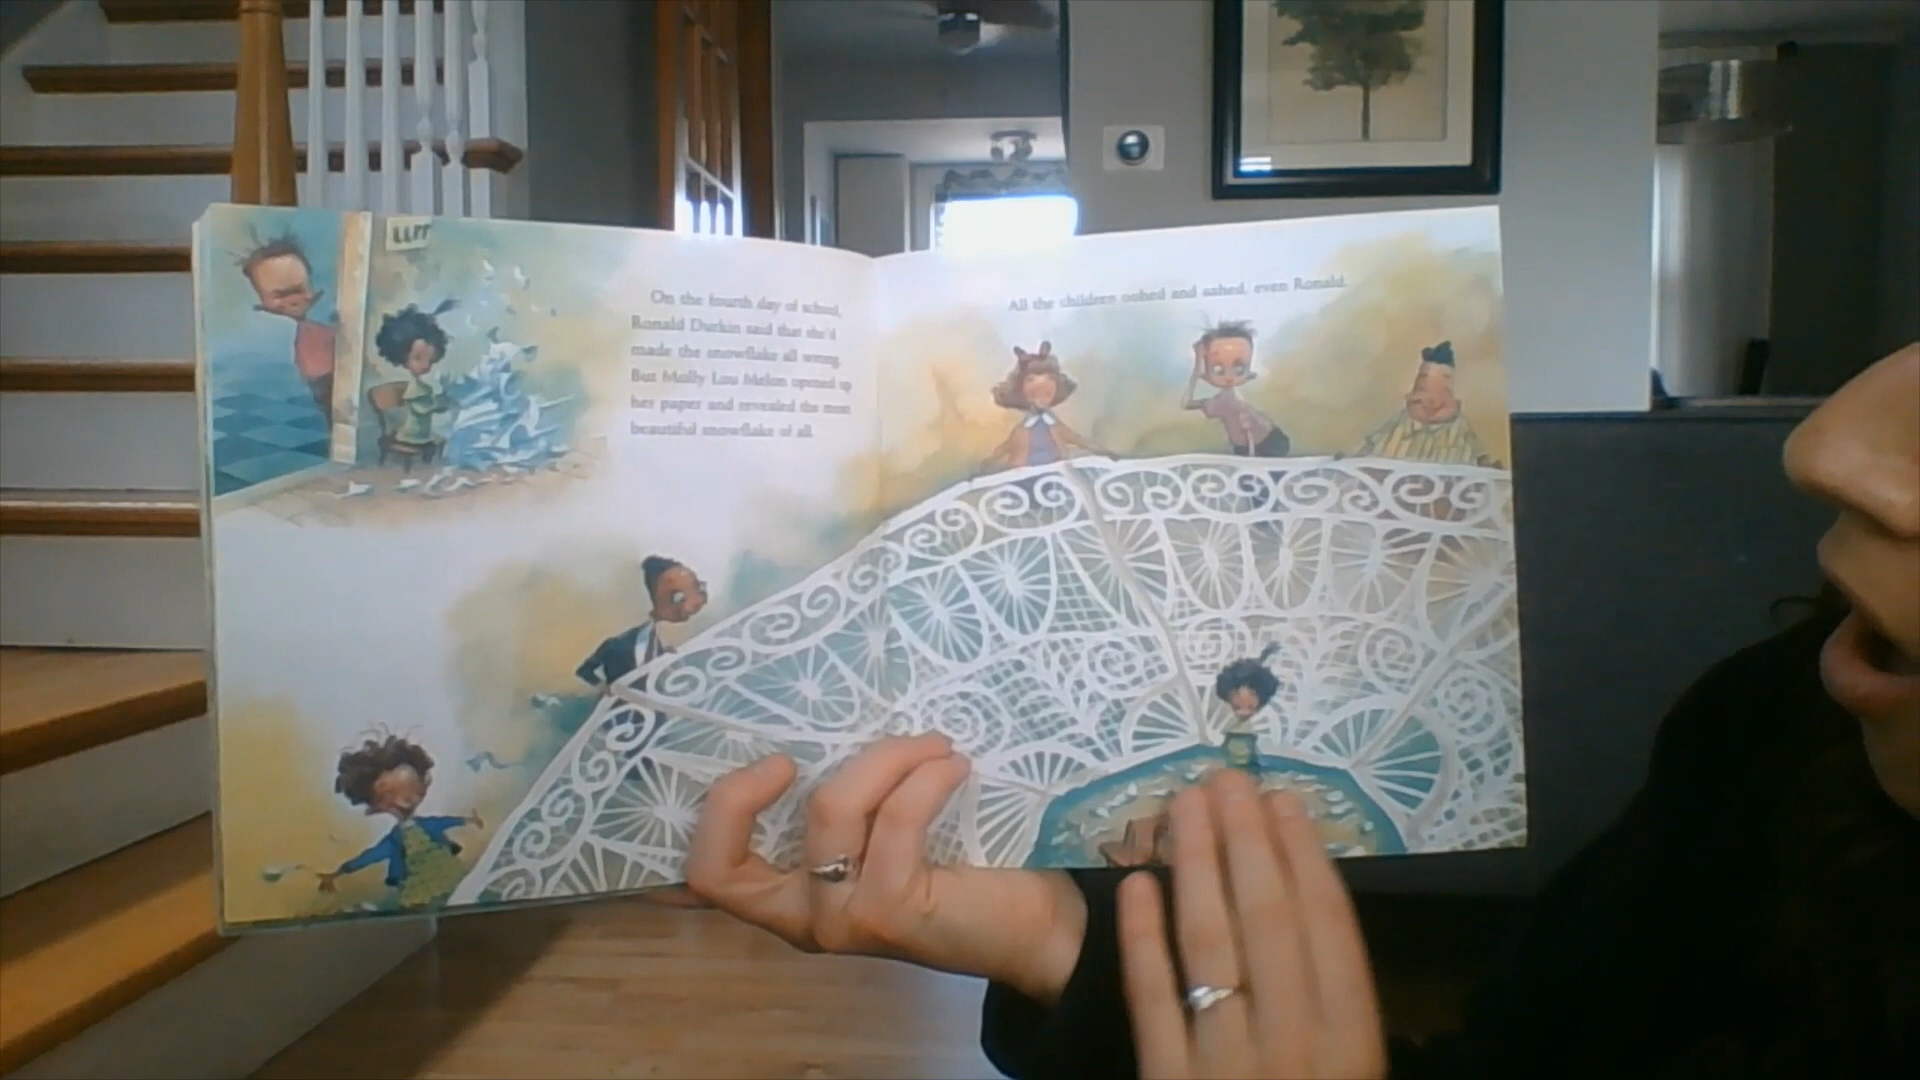 On the fourth day of school,
Ronald Durkin said that she'd
made the snowflake all wrong.
But Molly Lou Melon opened up
her paper and revealed the most
beautiful snowflake of all.
All the children oohed and aahed, even Ronald.